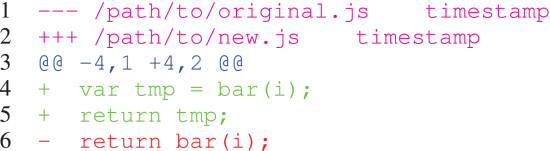 1 --- /path/to/original.js timestamp
2 +++ /path/to/new.js timestamp
3 @@ -4,1 +4,2 @@
4 + var tmp = bar(i);
5 + return tmp;
6 - return bar(i);